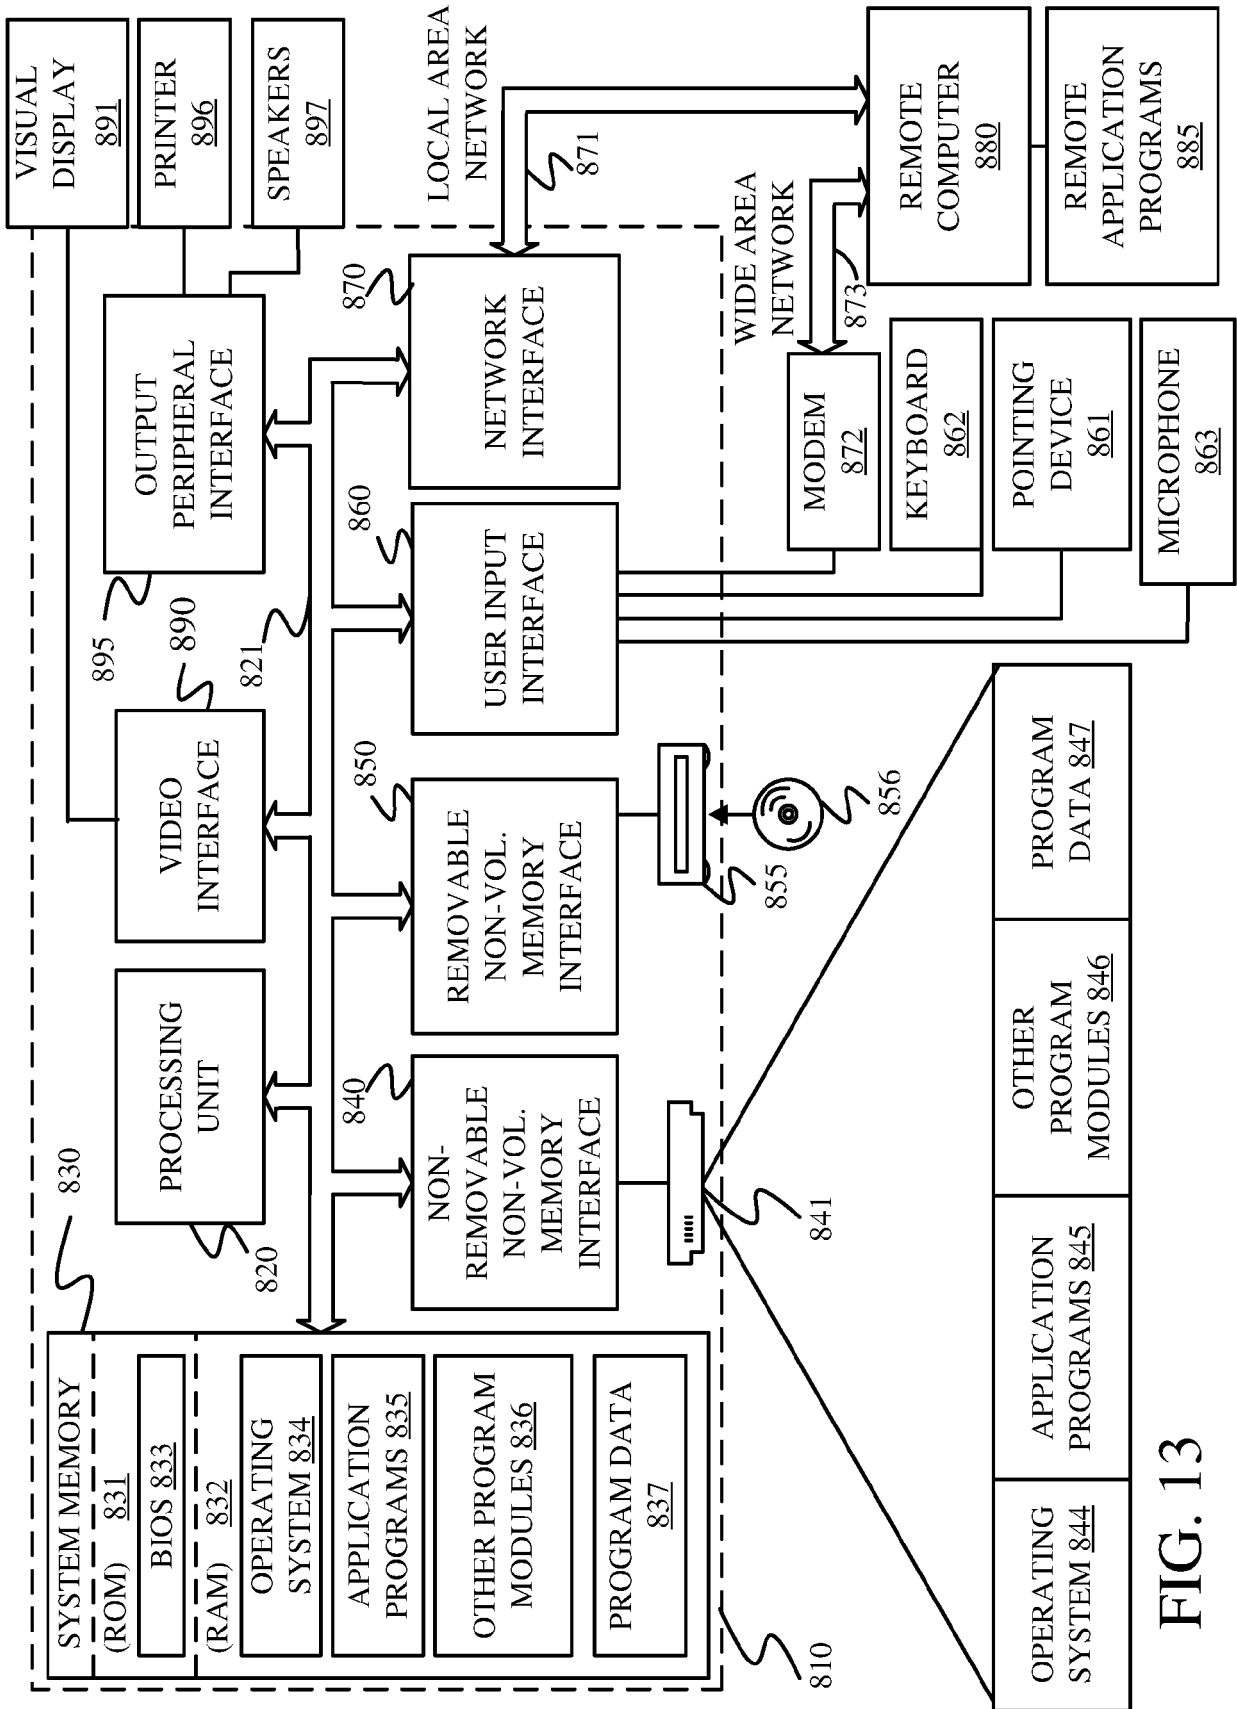 SYSTEM MEMORY
(ROM) 831
BIOS 833
(RAM) 832
OPERATING
SYSTEM 834
APPLICATION
PROGRAMS 835
OTHER PROGRAM
MODULES 836
PROGRAM DATA
837
830
820
PROCESSING
UNIT
VIDEO
INTERFACE
890
895
OUTPUT
PERIPHERAL
INTERFACE
821
VISUAL
DISPLAY
891
PRINTER
896
SPEAKERS
897
840
NON-
REMOVABLE
NON-VOL.
MEMORY
INTERFACE
850
REMOVABLE
NON-VOL.
MEMORY
INTERFACE
860
USER INPUT
INTERFACE
870
NETWORK
INTERFACE
LOCAL AREA
NETWORK
871
WIDE AREA
NETWORK
873
MODEM
872
KEYBOARD
862
POINTING
DEVICE
861
MICROPHONE
863
REMOTE
COMPUTER
880
REMOTE
APPLICATION
PROGRAMS
885
810
841
855
856
OPERATING
SYSTEM 844
APPLICATION
PROGRAMS 845
OTHER
PROGRAM
MODULES 846
PROGRAM
DATA 847
FIG. 13